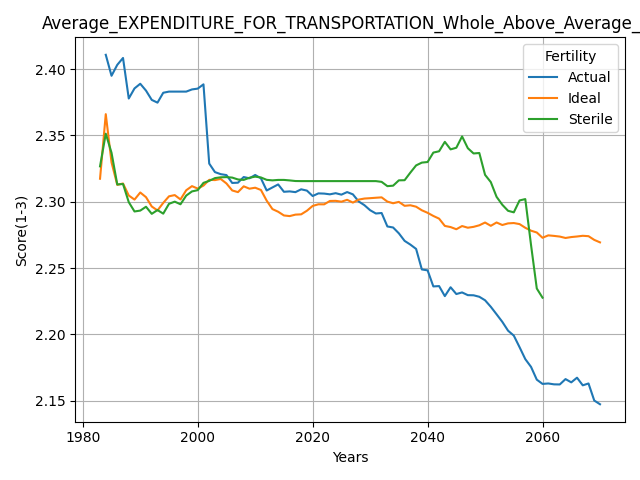 Average_EXPENDITURE_FOR_TRANSPORTATION_Whole_Above_Average_
Fertility
Actual
Ideal
Sterile
Score(1-3)
2.40
2.35
2.30
2.25
2.20
2.15
1980
2000
2020
2040
2060
Years